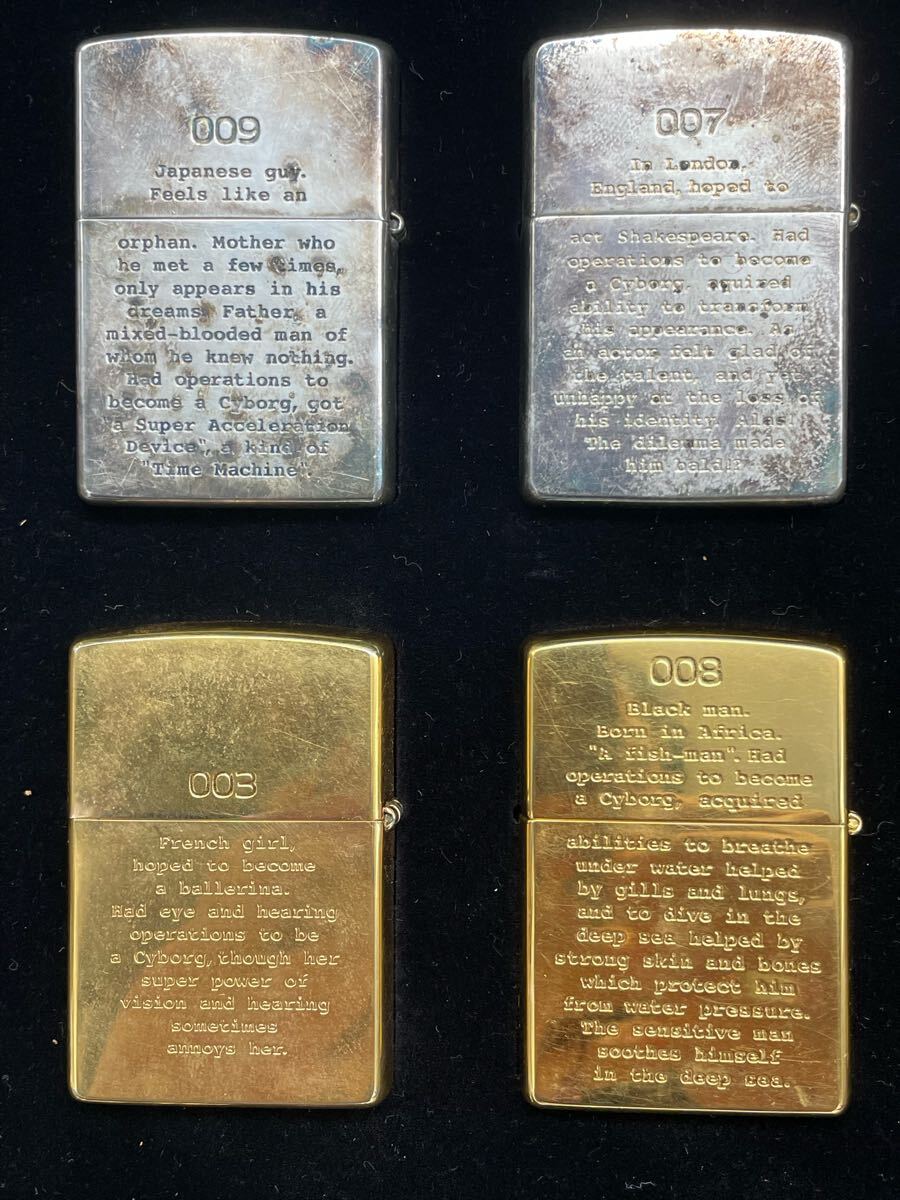 009
Japanese guy.
Feels like an
orphan. Mother who
he met a few times,
only appears in his
dreams. Father, a
mixed-blooded man of
whom he knew nothing.
Had operations to
become a Cyborg, got
"a Super Acceleration
Device", a kind of
"Time Machine".
007
In London,
England, hoped to
act Shakespeare. Had
operations to become
a Cyborg, aquired
ability to transform
his appearance. As
an actor felt glad of
the talent, and yet
unhappy at the loss of
his identity. Alas!
The dilemma made
him bald!?
003
French girl,
hoped to become
a ballerina.
Had eye and hearing
operations to be
a Cyborg, though her
super power of
vision and hearing
sometimes
annoys her.
008
Black man.
Born in Africa.
"A fish-man". Had
operations to become
a Cyborg, acquired
abilities to breathe
under water helped
by gills and lungs,
and to dive in the
deep sea helped by
strong skin and bones
which protect him
from water pressure.
The sensitive man
soothes himself
in the deep sea.